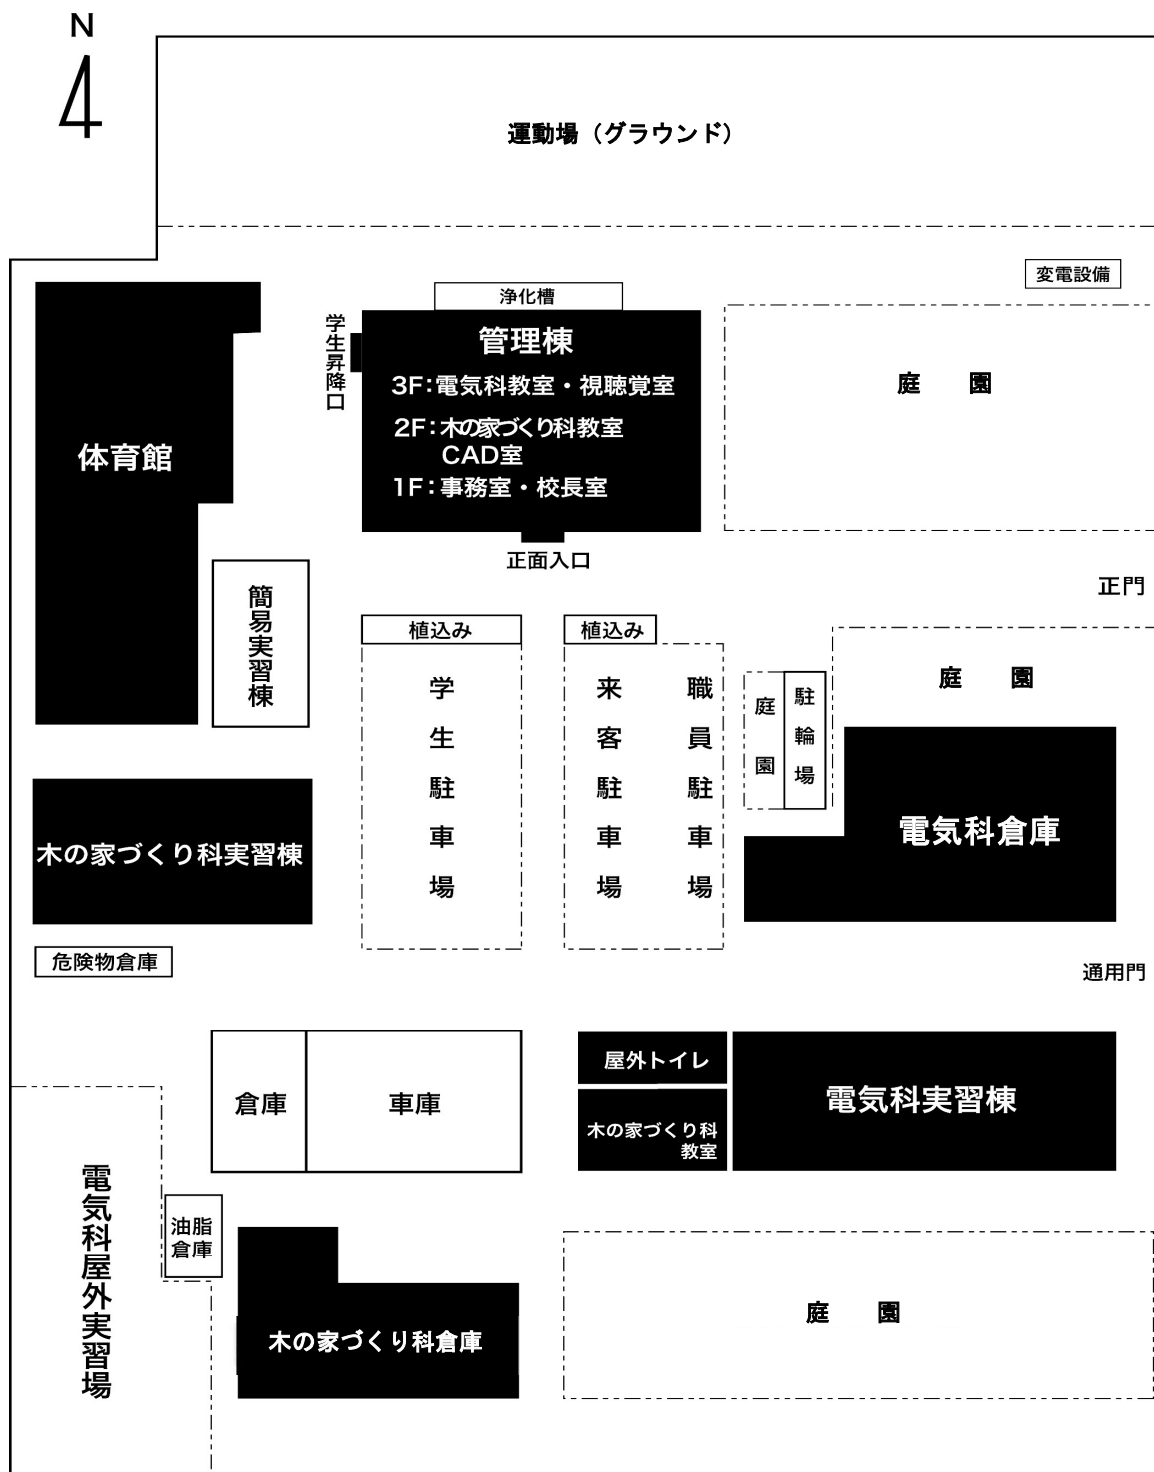 N
運動場（グラウンド）
変電設備
浄化槽
学生昇降口
管理棟
3F：電気科教室・視聴覚室
2F：木の家づくり科教室
CAD室
1F：事務室・校長室
正面入口
庭　園
体育館
簡易実習棟
正門
植込み
植込み
学生駐車場
来客駐車場
職員駐車場
庭園
駐輪場
庭　園
電気科倉庫
木の家づくり科実習棟
危険物倉庫
通用門
倉庫
車庫
屋外トイレ
木の家づくり科
教室
電気科実習棟
電気科屋外実習場
油脂
倉庫
木の家づくり科倉庫
庭　園